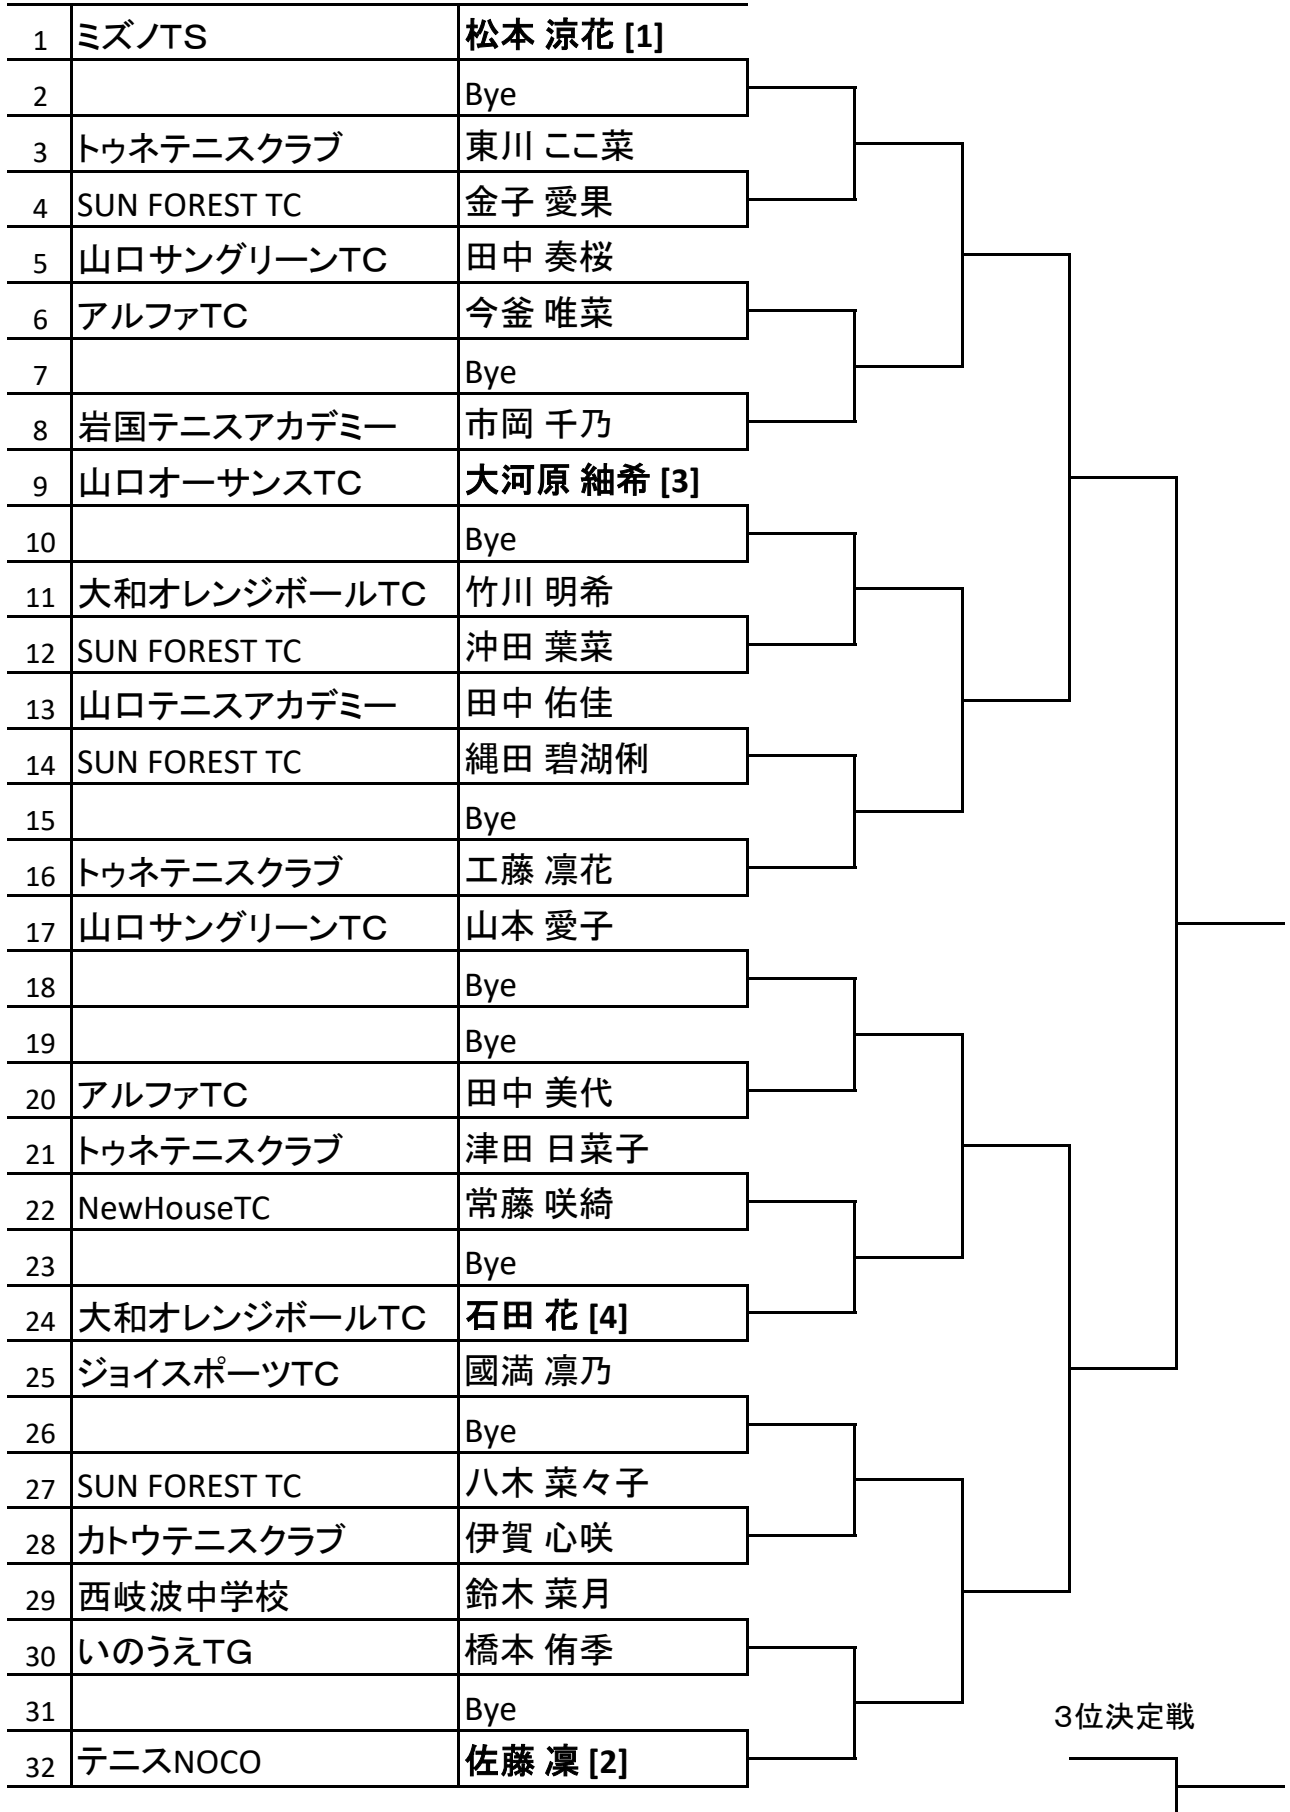 1 ミズノTS 松本 涼花 [1]
2 Bye
3 トゥネテニスクラブ 東川 ここ菜
4 SUN FOREST TC 金子 愛果
5 山口サングリーンTC 田中 奏桜
6 アルファTC 今釜 唯菜
7 Bye
8 岩国テニスアカデミー 市岡 千乃
9 山口オーサンスTC 大河原 紬希 [3]
10 Bye
11 大和オレンジボールTC 竹川 明希
12 SUN FOREST TC 沖田 葉菜
13 山口テニスアカデミー 田中 佑佳
14 SUN FOREST TC 縄田 碧湖俐
15 Bye
16 トゥネテニスクラブ 工藤 凛花
17 山口サングリーンTC 山本 愛子
18 Bye
19 Bye
20 アルファTC 田中 美代
21 トゥネテニスクラブ 津田 日菜子
22 NewHouseTC 常藤 咲綺
23 Bye
24 大和オレンジボールTC 石田 花 [4]
25 ジョイスポーツTC 國満 凛乃
26 Bye
27 SUN FOREST TC 八木 菜々子
28 カトウテニスクラブ 伊賀 心咲
29 西岐波中学校 鈴木 菜月
30 いのうえTG 橋本 侑季
31 Bye
3位決定戦
32 テニスNOCO 佐藤 凜 [2]